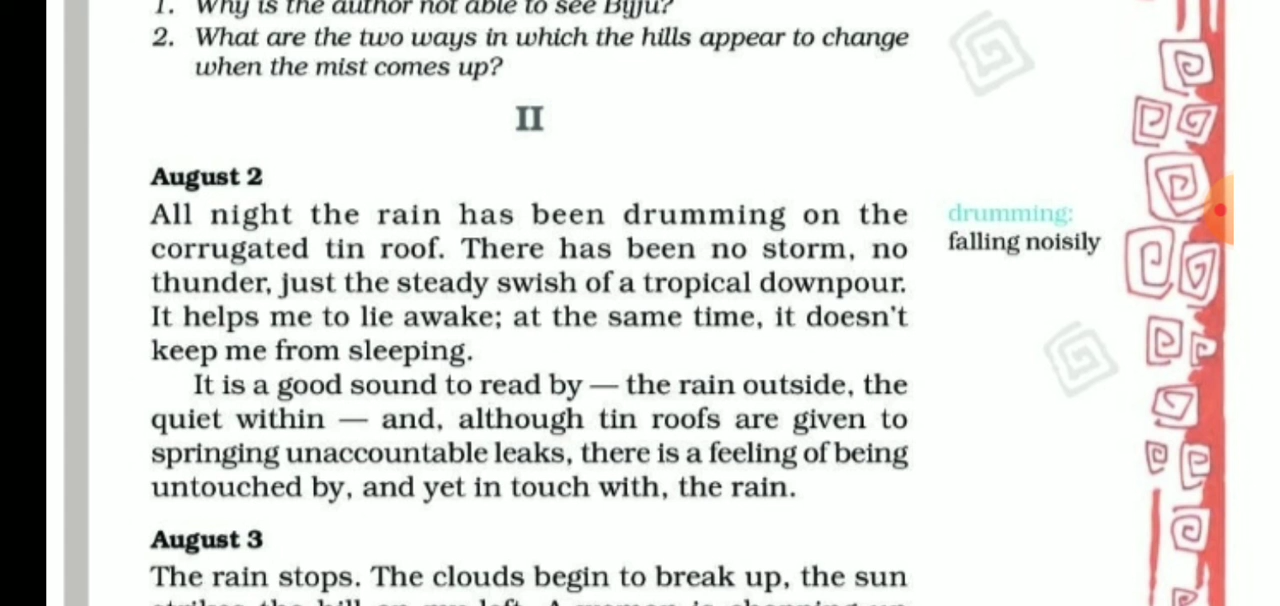 1. Why is the author not able to see Bijju?
2. What are the two ways in which the hills appear to change
when the mist comes up?
II
August 2
All night the rain has been drumming on the
corrugated tin roof. There has been no storm, no
thunder, just the steady swish of a tropical downpour.
It helps me to lie awake; at the same time, it doesn't
keep me from sleeping.
It is a good sound to read by — the rain outside, the
quiet within — and, although tin roofs are given to
springing unaccountable leaks, there is a feeling of being
untouched by, and yet in touch with, the rain.
drumming:
falling noisily
August 3
The rain stops. The clouds begin to break up, the sun